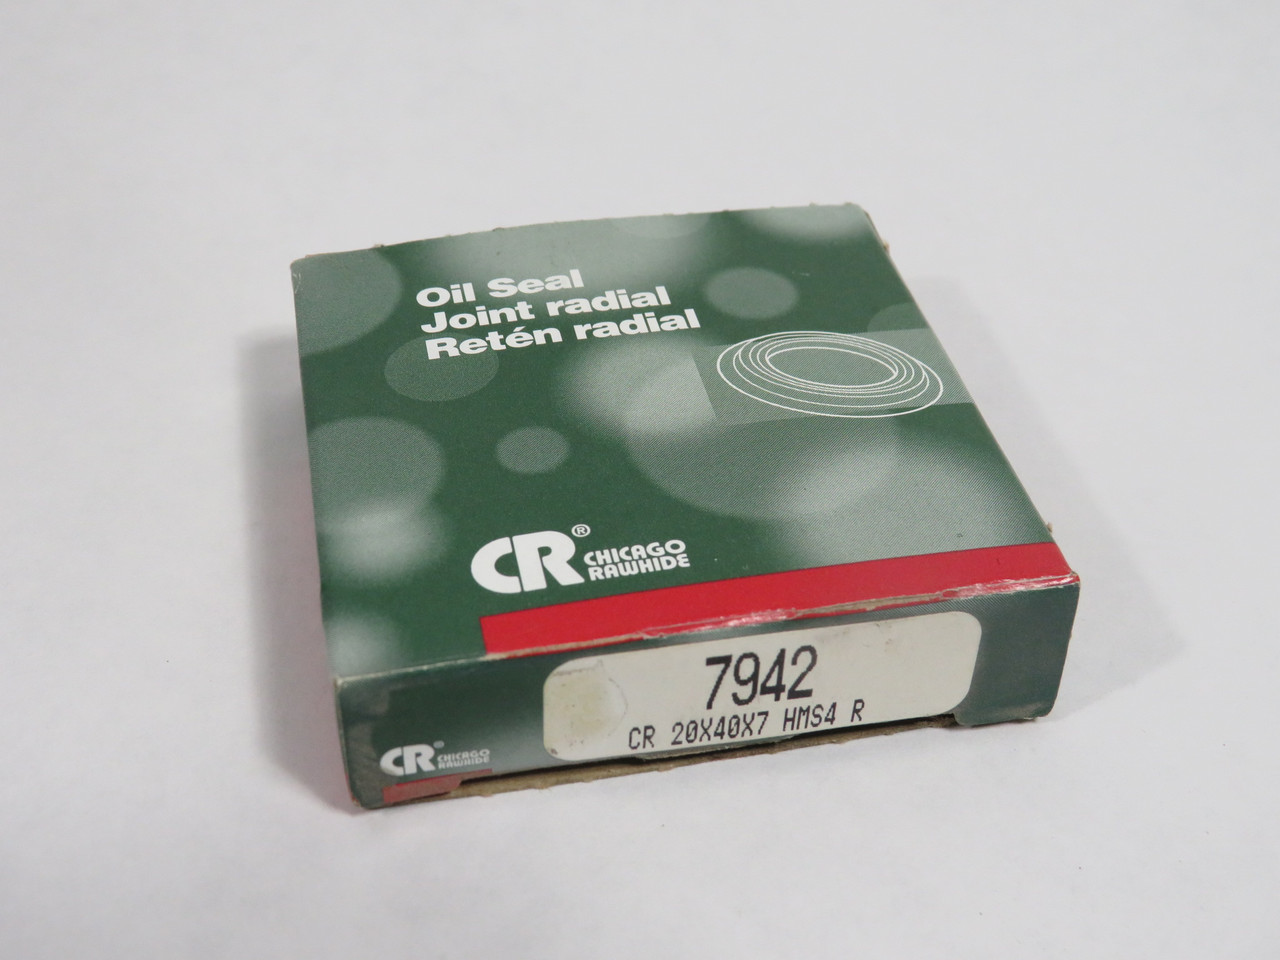 Oil Seal
Joint radial
Retén radial
CR® CHICAGO
RAWHIDE
7942
CR 20X40X7 HMS4 R
CR® CHICAGO
RAWHIDE